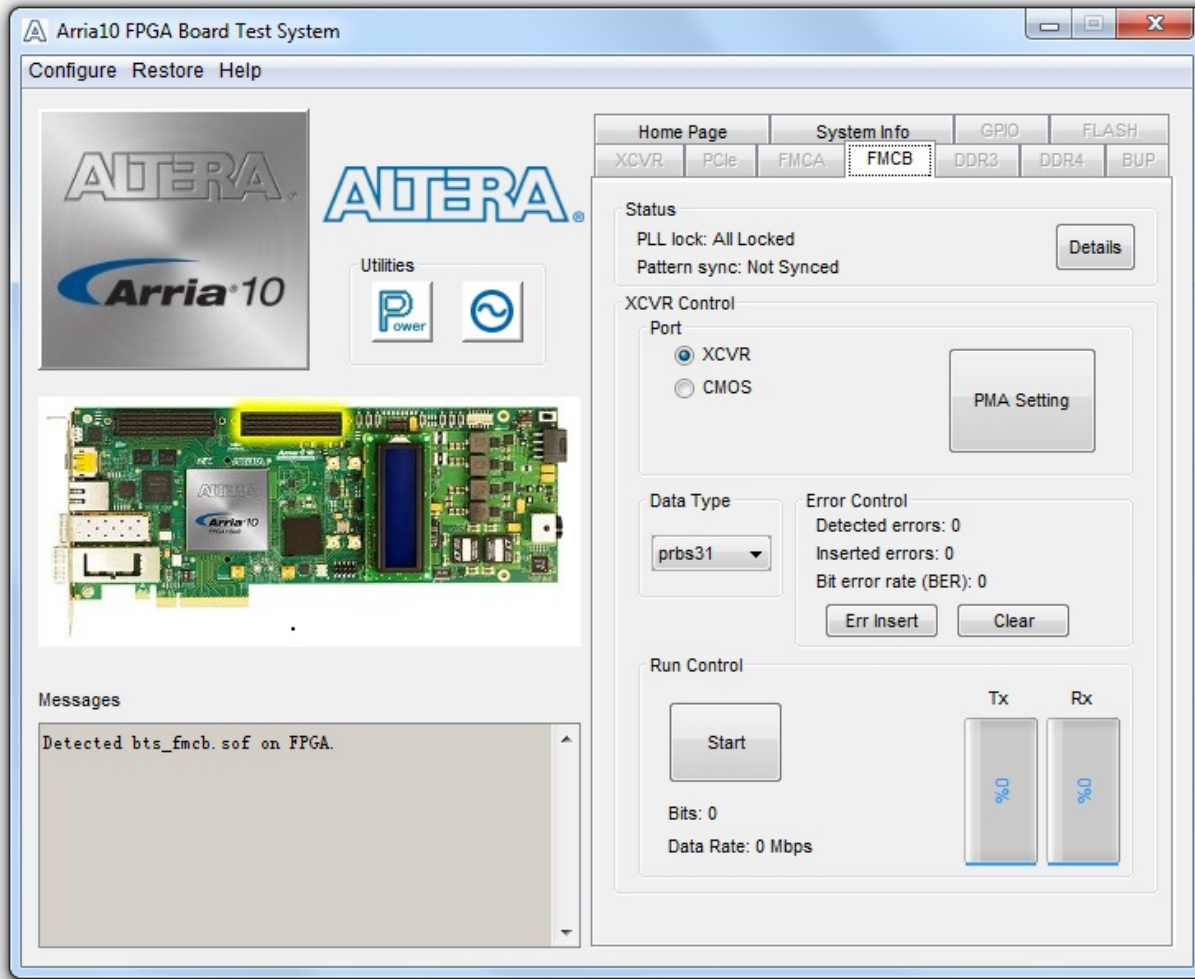 Arria10 FPGA Board Test System
Configure Restore Help
ALTERA.
Arria 10
ALTERA®
Utilities
Power
ALTERA
Arria 10
Messages
Detected bts_fmcb.sof on FPGA.
Home Page System Info GPIO FLASH
XCVR PCIe FMCA FMCB DDR3 DDR4 BUP
Status
PLL lock: All Locked
Pattern sync: Not Synced
Details
XCVR Control
Port
XCVR
CMOS
PMA Setting
Data Type
prbs31
Error Control
Detected errors: 0
Inserted errors: 0
Bit error rate (BER): 0
Err Insert Clear
Run Control
Start
Bits: 0
Data Rate: 0 Mbps
Tx Rx
0% 0%